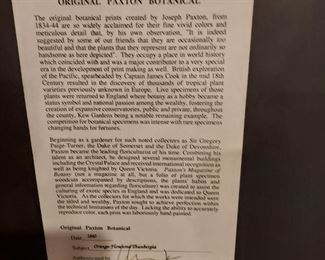 ORIGINAL PAXTON BOTANICAL
The original botanical prints created by Joseph Paxton, from
1834-44 are so widely acclaimed for their fine vivid colors and
meticulous detail that, by his own observation, "It is indeed
suggested by some of our friends that they are occasionally too
beautiful and that the plants that they represent are not ordinarily so
handsome as here depicted". They occupy a place in world history
which coincided with and was a major contributor to a very special
era in the development of print making as well. British exploration
of the Pacific, spearheaded by Captain James Cook in the mid 18th
Century resulted in the discovery of thousands of tropical plant
varieties previously unknown in Europe. Live specimens of those
plants were returned to England where botany as a hobby became a
status symbol and national passion among the wealthy, fostering the
creation of expansive conservatories, public and private, throughout
the county, Kew Gardens being a notable remaining example. The
competition for botanical specimens was intense with rare specimens
changing hands for fortunes.
Beginning as a gardener for such noted collectors as Sir Gregory
Paige-Turner, the Duke of Somerset and the Duke of Devonshire,
Paxton became the leading floriculturist of his time. Combining his
talent as an architect, he designed several monumental buildings
including the Crystal Palace and received international recognition as
well as being knighted by Queen Victoria. Paxton's Magazine of
Botany (not a magazine at all, but a folio of plant specimen
woodcuts accompanied by descriptions, the plants' habits and
general information regarding floriculture) was created to assist the
culturing of exotic species in England and was dedicated to Queen
Victoria. As the collectors for which the works were intended were
the titled and wealthy, Paxton sought to achieve perfection within
the technical limitations of the day. Lacking the ability to accurately
reproduce color, each print was laboriously hand painted.
Original Paxton Botanical
Date
Subject Orange-Flowered Thunbergia
Authenticated by